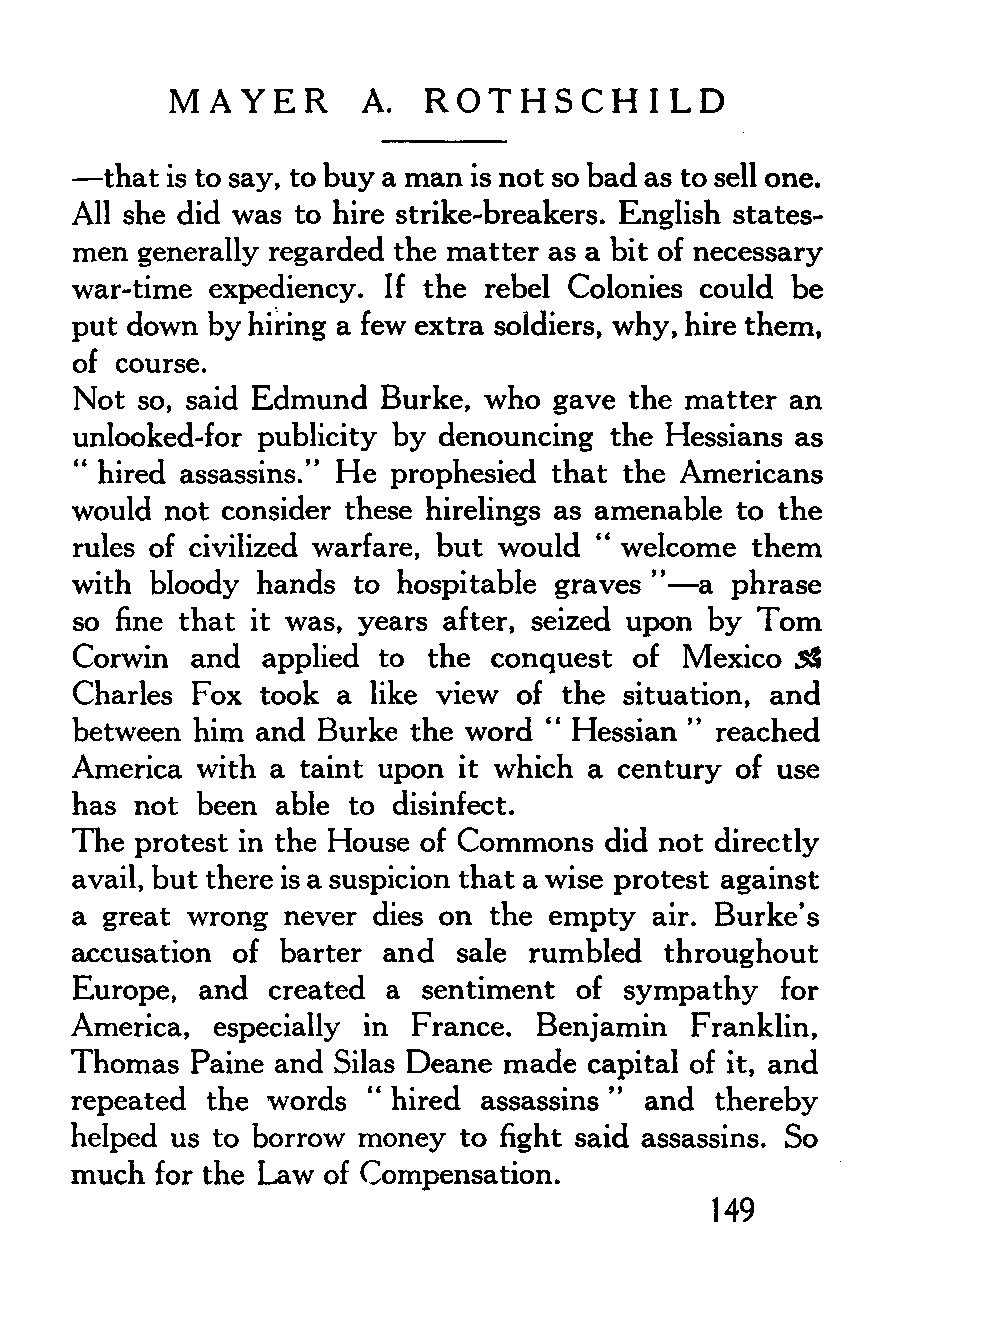 MAYER A. ROTHSCHILD
—that is to say, to buy a man is not so bad as to sell one.
All she did was to hire strike-breakers. English states-
men generally regarded the matter as a bit of necessary
war-time expediency. If the rebel Colonies could be
put down by hiring a few extra soldiers, why, hire them,
of course.
Not so, said Edmund Burke, who gave the matter an
unlooked-for publicity by denouncing the Hessians as
“ hired assassins.” He prophesied that the Americans
would not consider these hirelings as amenable to the
rules of civilized warfare, but would “ welcome them
with bloody hands to hospitable graves ”—a phrase
so fine that it was, years after, seized upon by Tom
Corwin and applied to the conquest of Mexico
Charles Fox took a like view of the situation, and
between him and Burke the word “ Hessian ” reached
America with a taint upon it which a century of use
has not been able to disinfect.
The protest in the House of Commons did not directly
avail, but there is a suspicion that a wise protest against
a great wrong never dies on the empty air. Burke’s
accusation of barter and sale rumbled throughout
Europe, and created a sentiment of sympathy for
America, especially in France. Benjamin Franklin,
Thomas Paine and Silas Deane made capital of it, and
repeated the words “ hired assassins ” and thereby
helped us to borrow money to fight said assassins. So
much for the Law of Compensation.
149